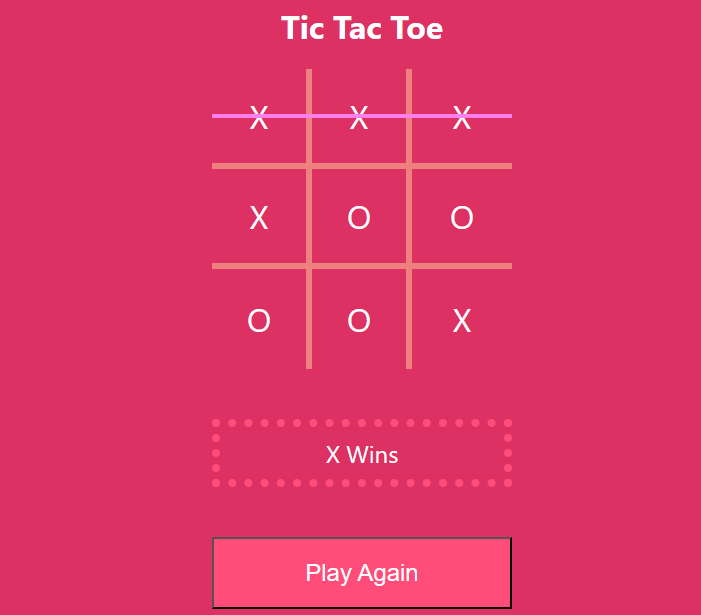 Tic Tac Toe
X X X
X O O
O O X
X Wins
Play Again